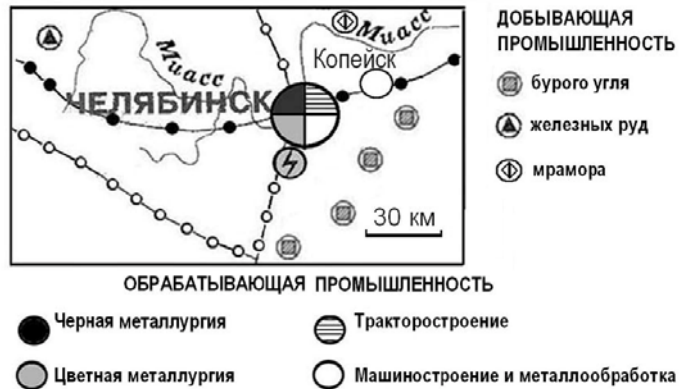 Миасс
Миасс
Копейск
ЧЕЛЯБИНСК
30 км
ДОБЫВАЮЩАЯ
ПРОМЫШЛЕННОСТЬ
бурого угля
железных руд
мрамора
ОБРАБАТЫВАЮЩАЯ ПРОМЫШЛЕННОСТЬ
Черная металлургия
Тракторостроение
Цветная металлургия
Машиностроение и металлообработка